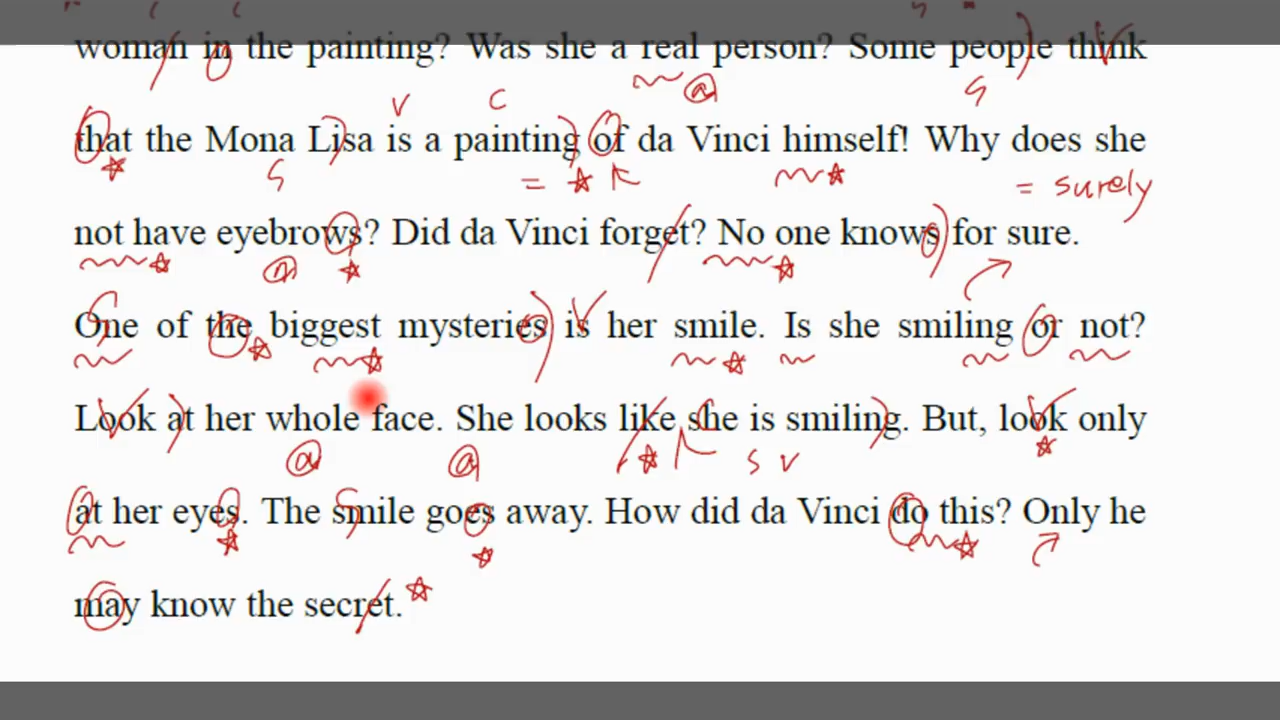 woman in the painting? Was she a real person? Some people think
that the Mona Lisa is a painting of da Vinci himself! Why does she
= surely
not have eyebrows? Did da Vinci forget? No one knows for sure.
One of the biggest mysteries is her smile. Is she smiling or not?
Look at her whole face. She looks like she is smiling. But, look only
at her eyes. The smile goes away. How did da Vinci do this? Only he
may know the secret.